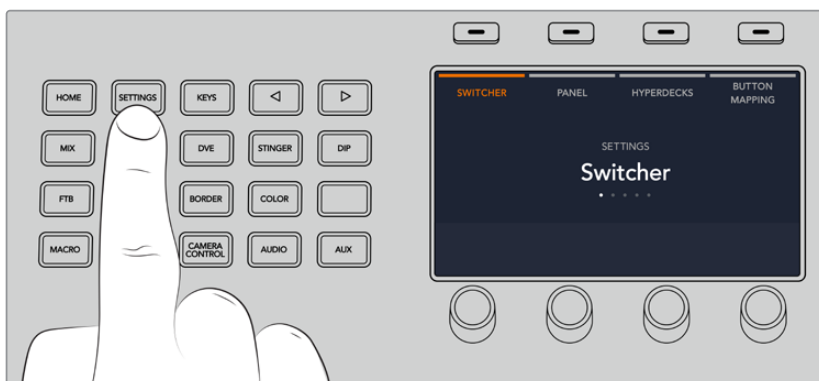 HOME
SETTINGS
KEYS
◁
▷
MIX
DVE
STINGER
DIP
FTB
BORDER
COLOR
MACRO
CAMERA
CONTROL
AUDIO
AUX
SWITCHER
PANEL
HYPERDECKS
BUTTON
MAPPING
SETTINGS
Switcher